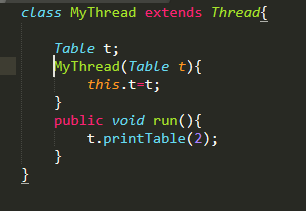 class MyThread extends Thread{
Table t;
MyThread(Table t){
this.t=t;
}
public void run(){
t.printTable(2);
}
}